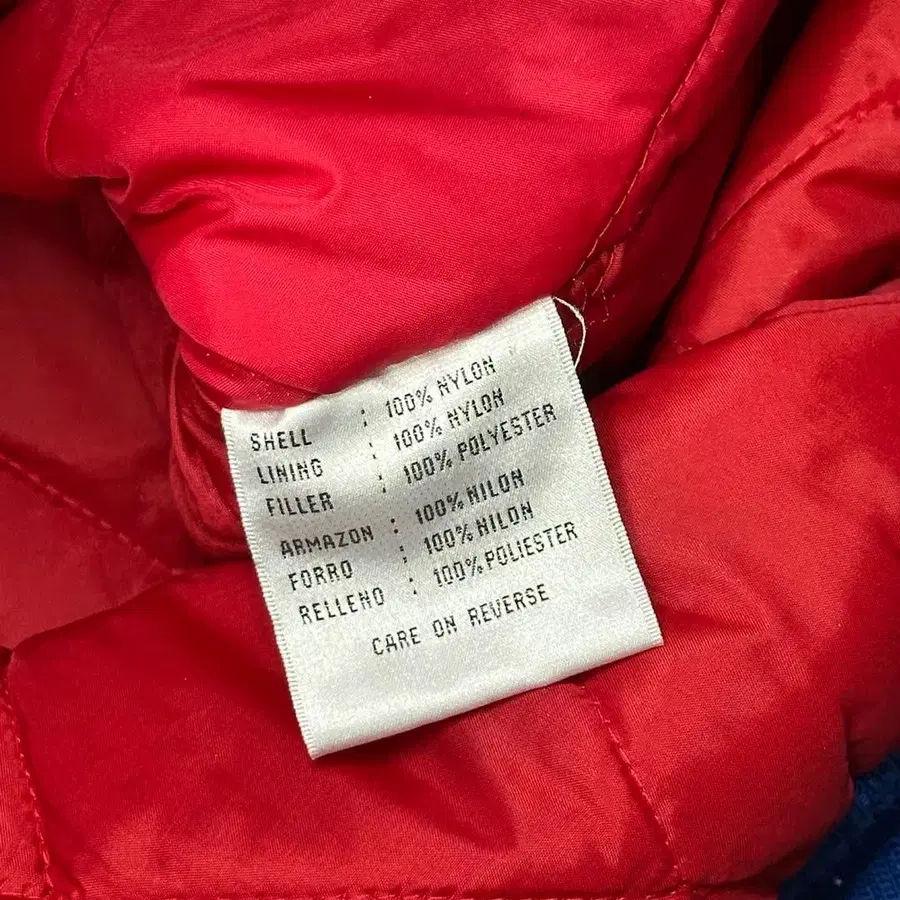 SHELL : 100% NYLON
LINING : 100% NYLON
FILLER : 100% POLYESTER
ARMAZON : 100% NILON
FORRO : 100% NILON
RELLENO : 100% POLIESTER
CARE ON REVERSE